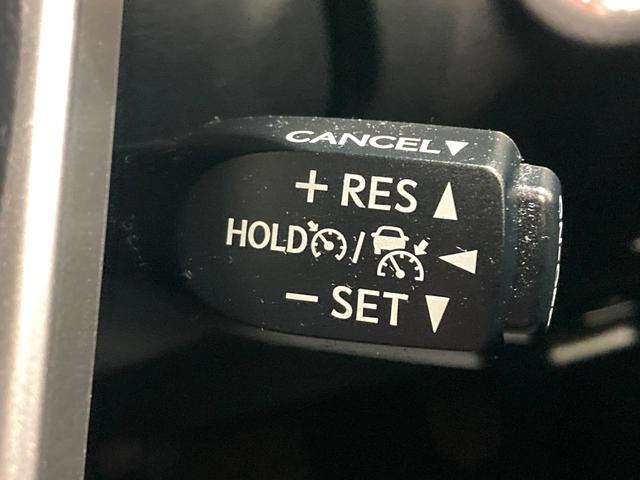 CANCEL▼
+ RES ▲
HOLD / ◀
− SET ▼